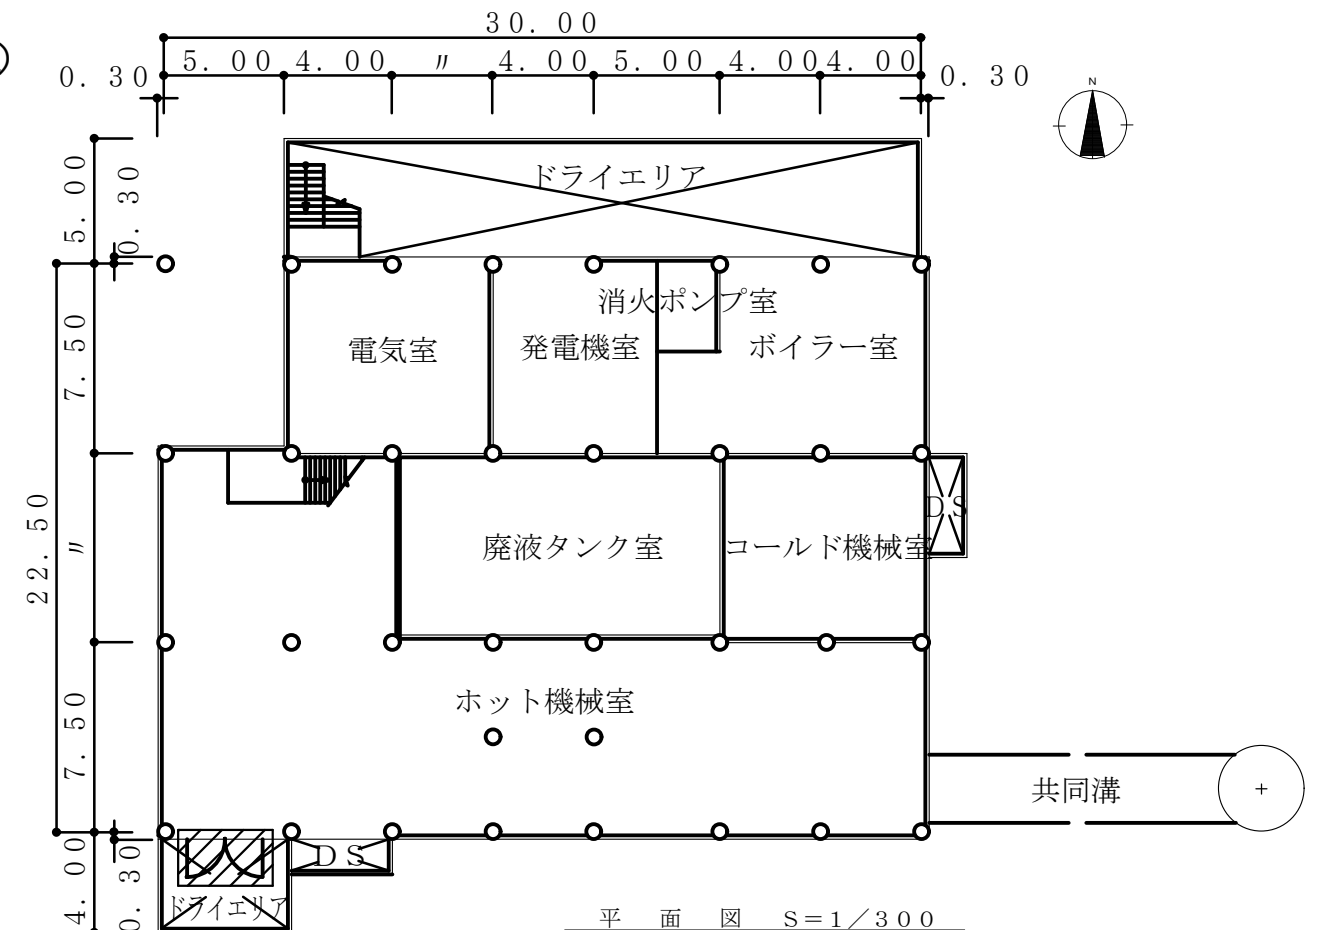 30.00
5.00 4.00 〃 4.00 5.00 4.00 4.00
0.30 0.30
N
5.00
0.30
ドライエリア
消火ポンプ室
電気室 発電機室 ボイラー室
7.50
22.50
〃
DS
廃液タンク室 コールド機械室
ホット機械室
7.50
共同溝
4.00
0.30
DS
ドライエリア
平面図 S=1/300